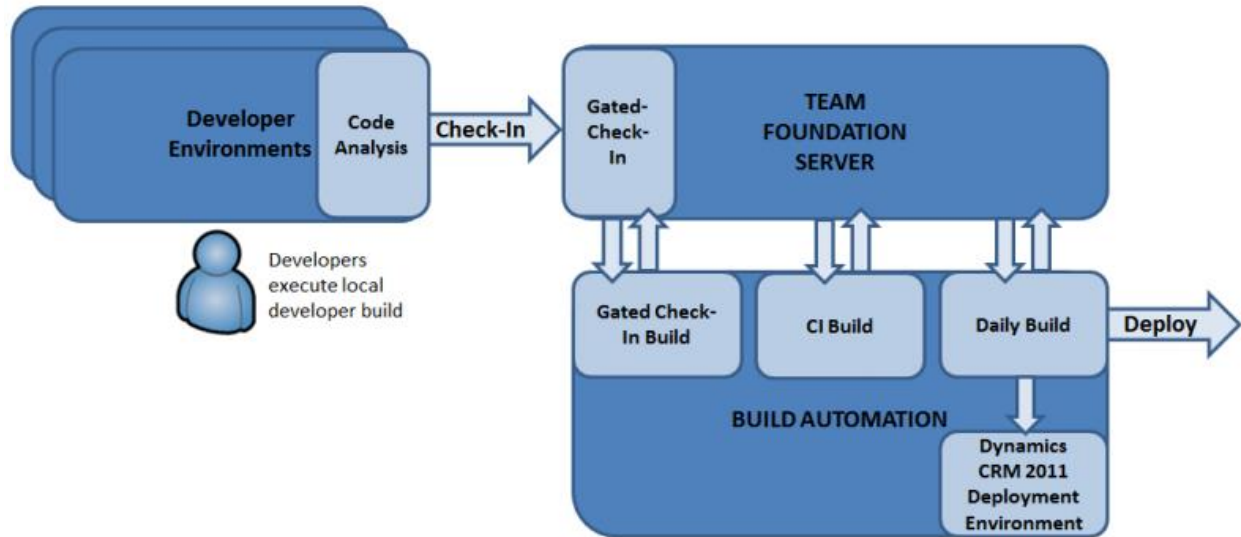 Developer
Environments
Code
Analysis
Check-In
Gated-
Check-
In
TEAM
FOUNDATION
SERVER
Developers
execute local
developer build
Gated Check-
In Build
CI Build
Daily Build
Deploy
BUILD AUTOMATION
Dynamics
CRM 2011
Deployment
Environment